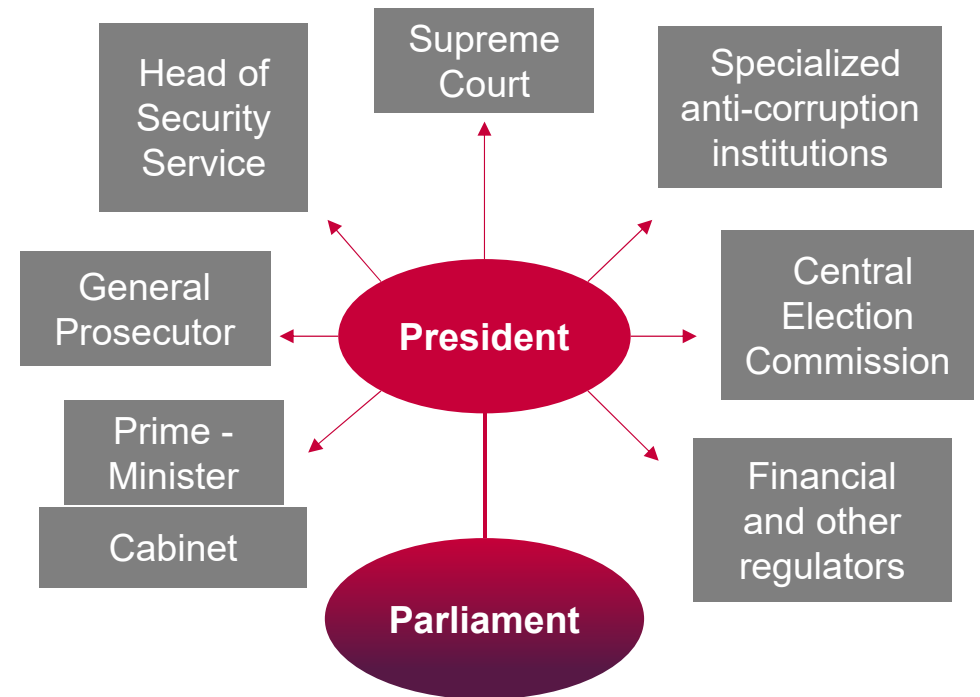 Head of
Security
Service
Supreme
Court
Specialized
anti-corruption
institutions
General
Prosecutor
President
Central
Election
Commission
Prime -
Minister
Cabinet
Financial
and other
regulators
Parliament